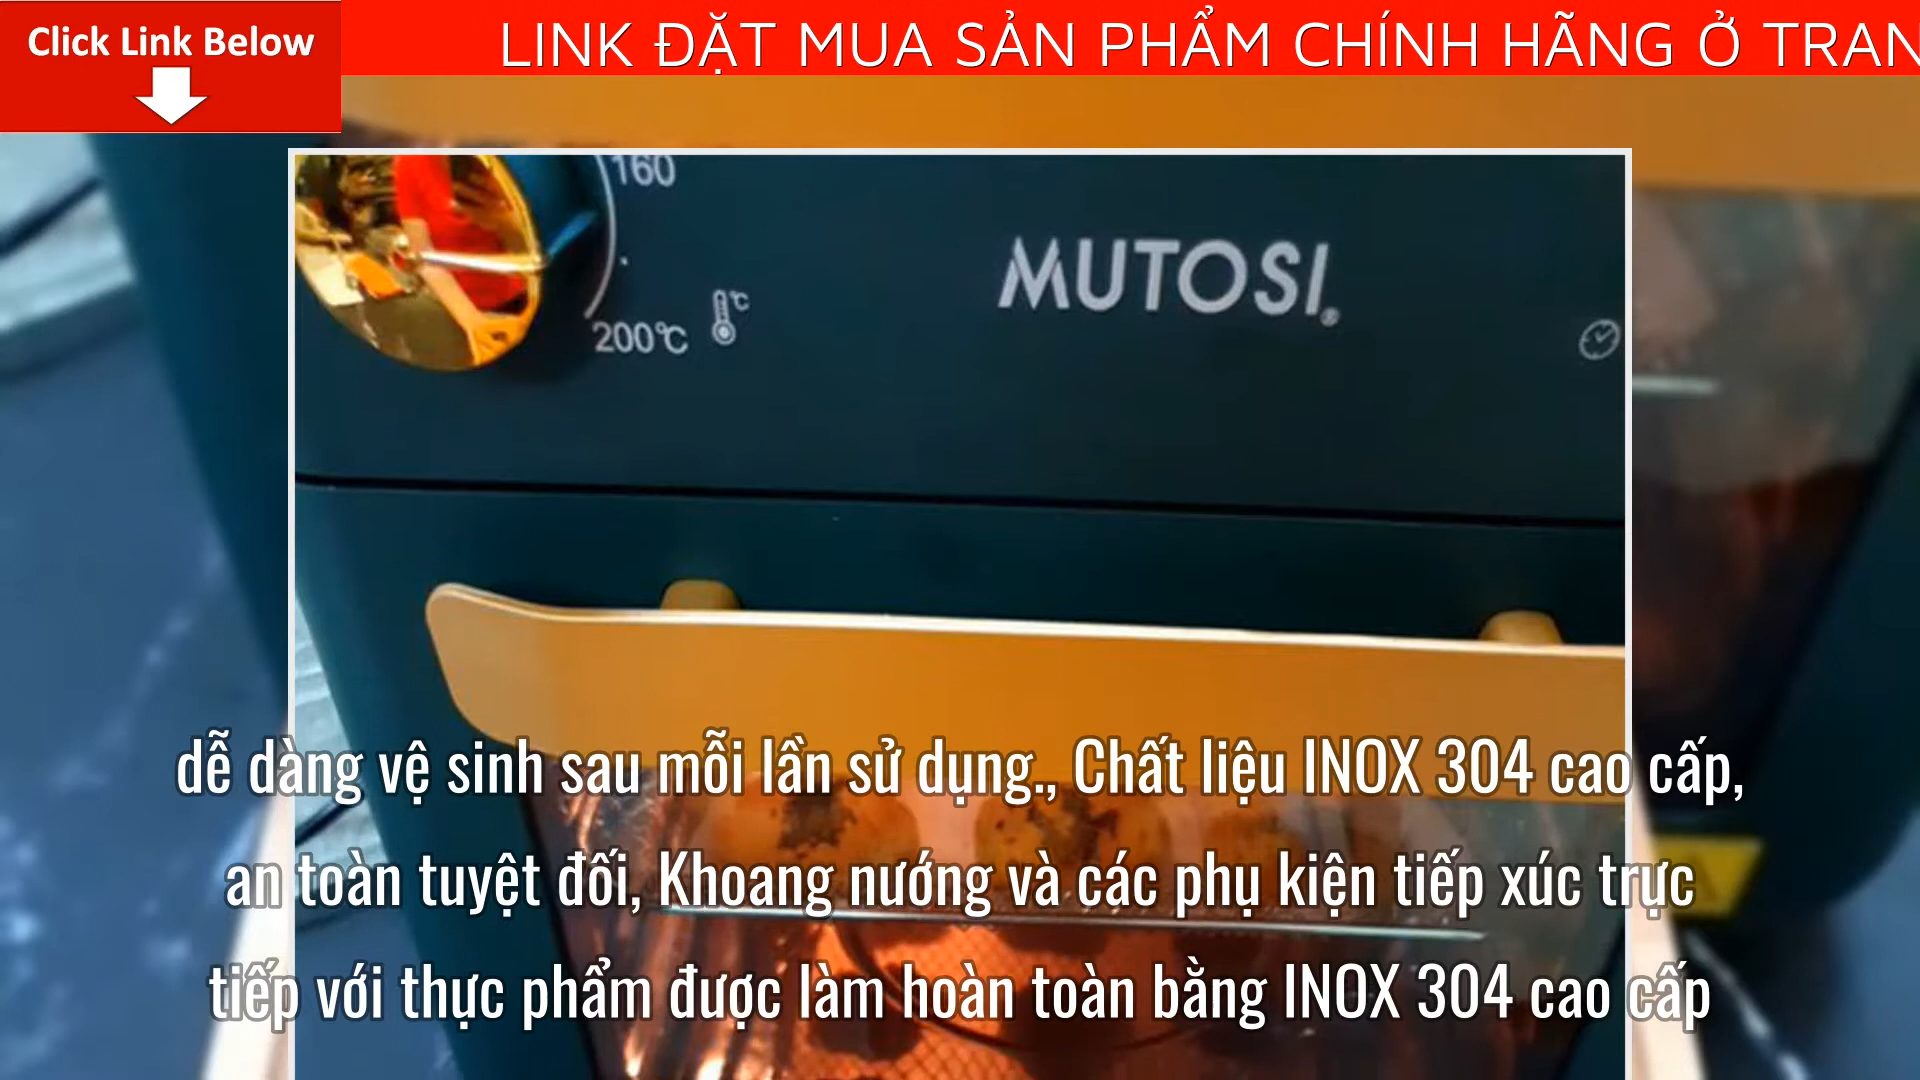 Click Link Below
LINK ĐẶT MUA SẢN PHẨM CHÍNH HÃNG Ở TRAN
160
200°C
°C
MUTOSI®
dễ dàng vệ sinh sau mỗi lần sử dụng., Chất liệu INOX 304 cao cấp,
an toàn tuyệt đối, Khoang nướng và các phụ kiện tiếp xúc trực
tiếp với thực phẩm được làm hoàn toàn bằng INOX 304 cao cấp